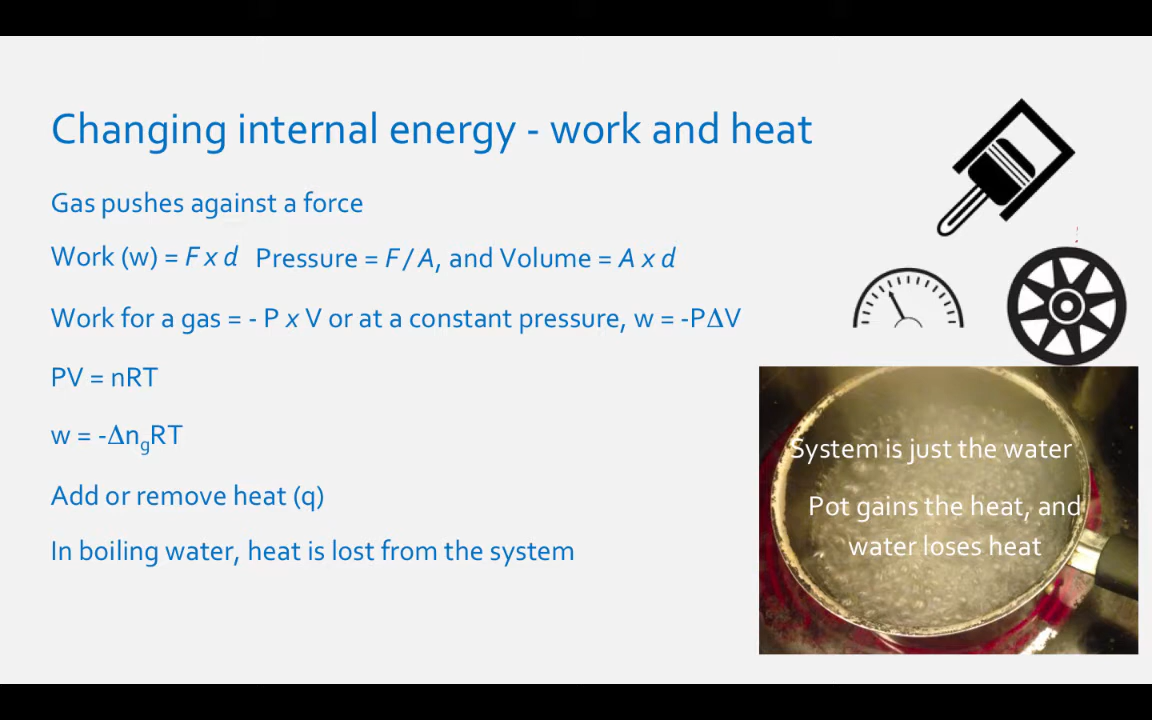 Changing internal energy - work and heat
Gas pushes against a force
Work (w) = F x d Pressure = F / A, and Volume = A x d
Work for a gas = - P x V or at a constant pressure, w = -PΔV
PV = nRT
w = -ΔngRT
Add or remove heat (q)
In boiling water, heat is lost from the system
System is just the water
Pot gains the heat, and
water loses heat